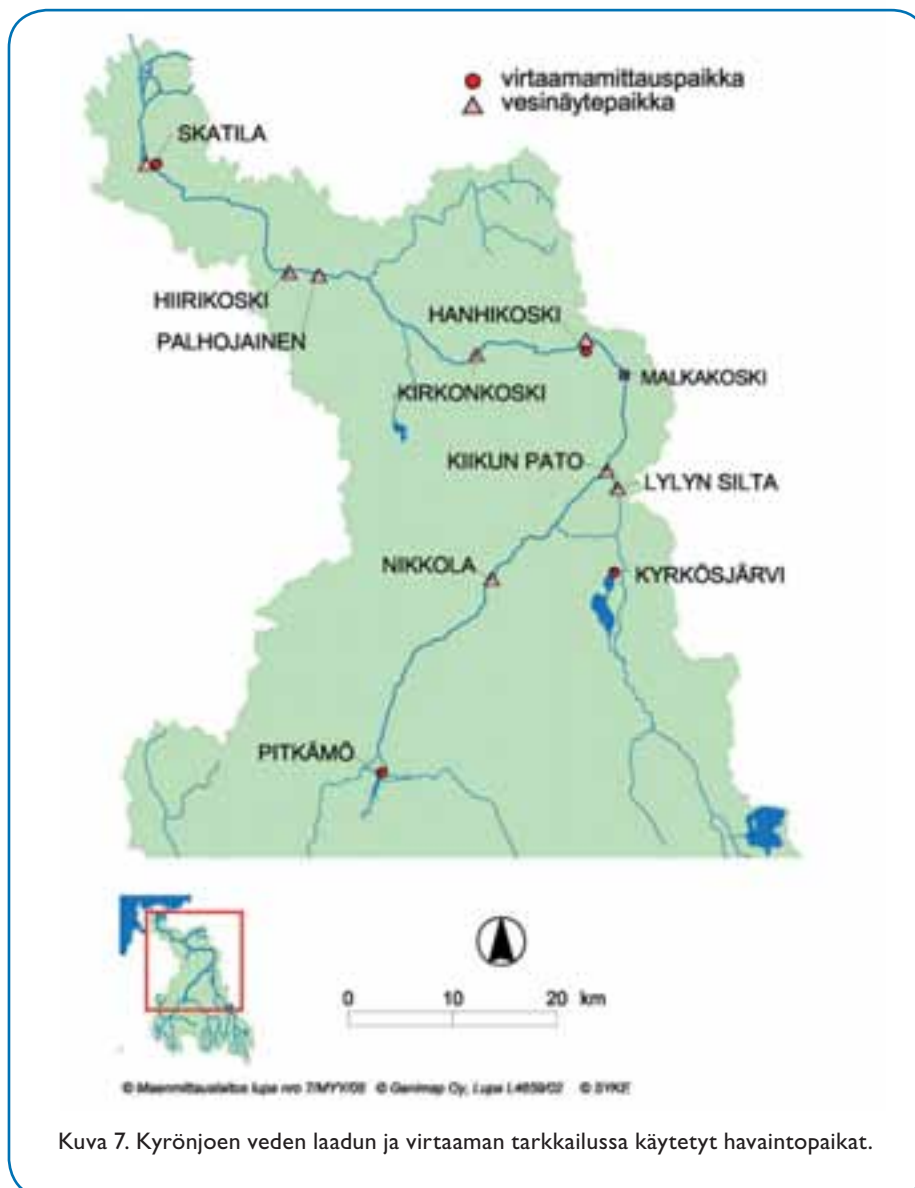 virtaamamittauspaikka
vesinäytepaikka
SKATILA
HIIRIKOSKI
PALHOJAINEN
HANHIKOSKI
KIRKONKOSKI
MALKAKOSKI
KIIKUN PATO
LYLYN SILTA
NIKKOLA
KYRKÖSJÄRVI
PITKÄMÖ
0 10 20 km
© Maanmittauslaitos lupa nro 7/MYY/05 © Genimap Oy, Lupa L4659/02 © SYKE
Kuva 7. Kyrönjoen veden laadun ja virtaaman tarkkailussa käytetyt havaintopaikat.